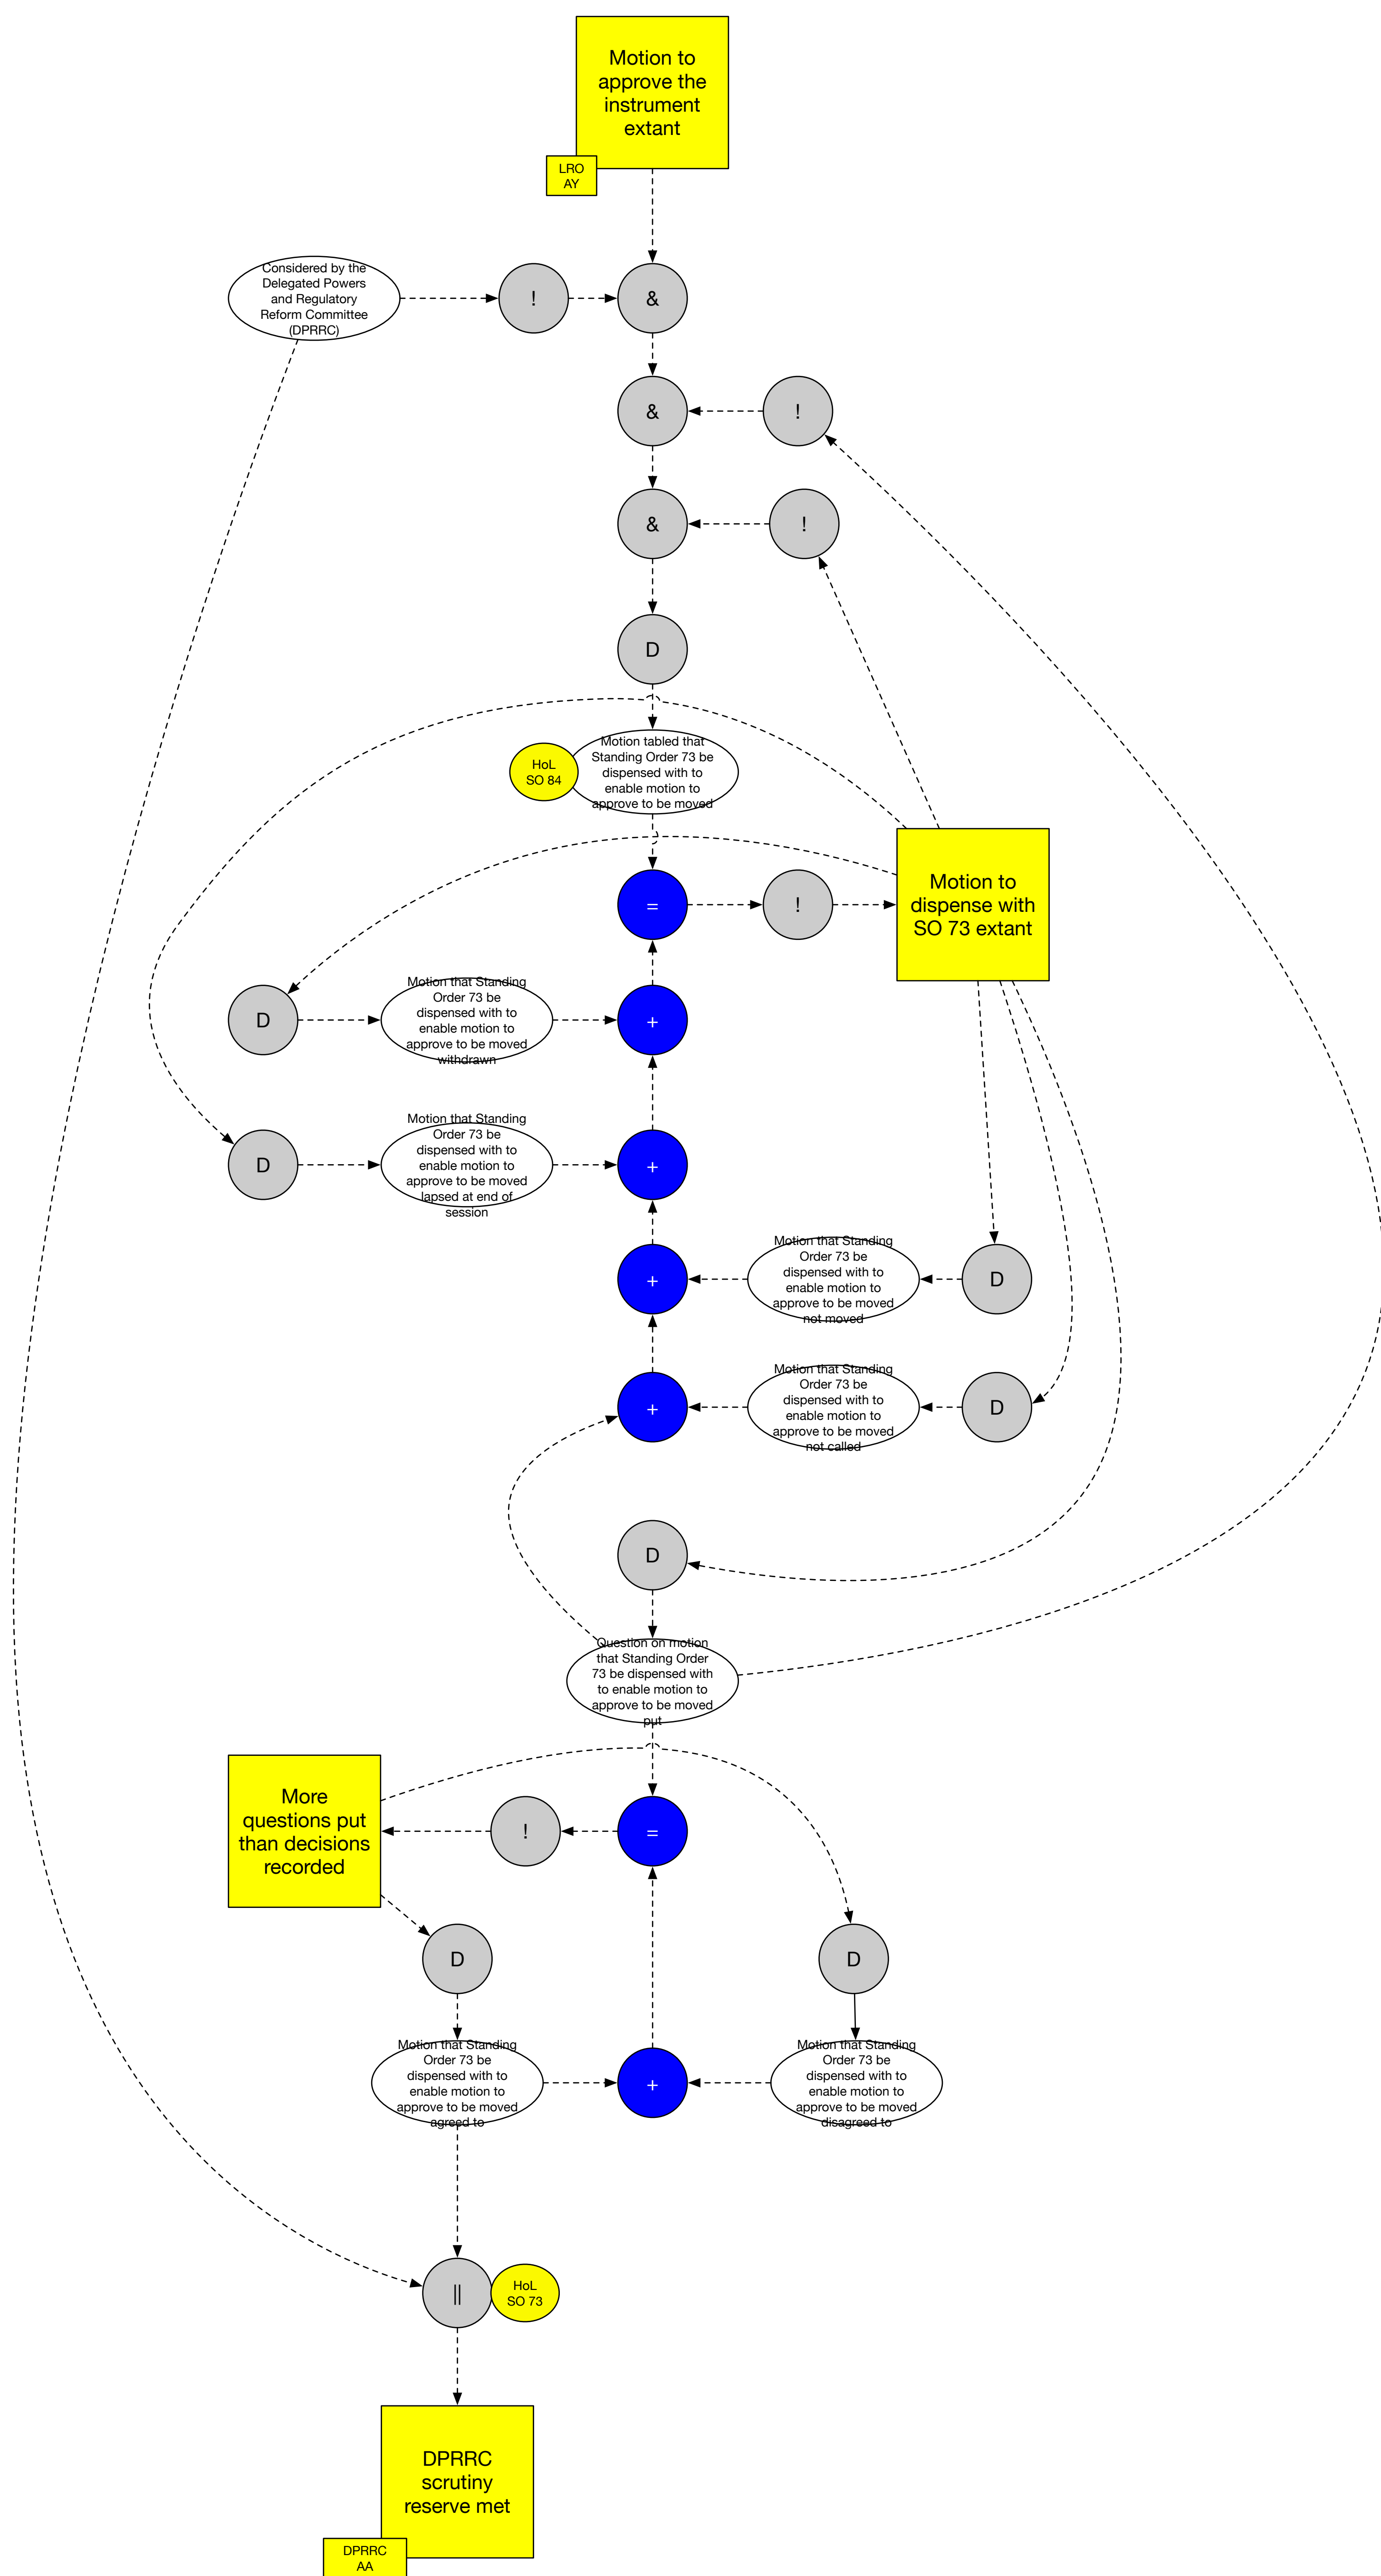 Motion to
approve the
instrument
extant
LRO
AY
Considered by the
Delegated Powers
and Regulatory
Reform Committee
(DPRRC)
!
&
&
!
&
!
D
Motion tabled that
Standing Order 73 be
dispensed with to
enable motion to
approve to be moved
HoL
SO 84
Motion to
dispense with
SO 73 extant
=
!
D
Motion that Standing
Order 73 be
dispensed with to
enable motion to
approve to be moved
withdrawn
+
D
Motion that Standing
Order 73 be
dispensed with to
enable motion to
approve to be moved
lapsed at end of
session
+
+
Motion that Standing
Order 73 be
dispensed with to
enable motion to
approve to be moved
not moved
D
+
Motion that Standing
Order 73 be
dispensed with to
enable motion to
approve to be moved
not called
D
D
Question on motion
that Standing Order
73 be dispensed with
to enable motion to
approve to be moved
put
More
questions put
than decisions
recorded
!
=
D
D
Motion that Standing
Order 73 be
dispensed with to
enable motion to
approve to be moved
agreed to
+
Motion that Standing
Order 73 be
dispensed with to
enable motion to
approve to be moved
disagreed to
||
HoL
SO 73
DPRRC
scrutiny
reserve met
DPRRC
AA